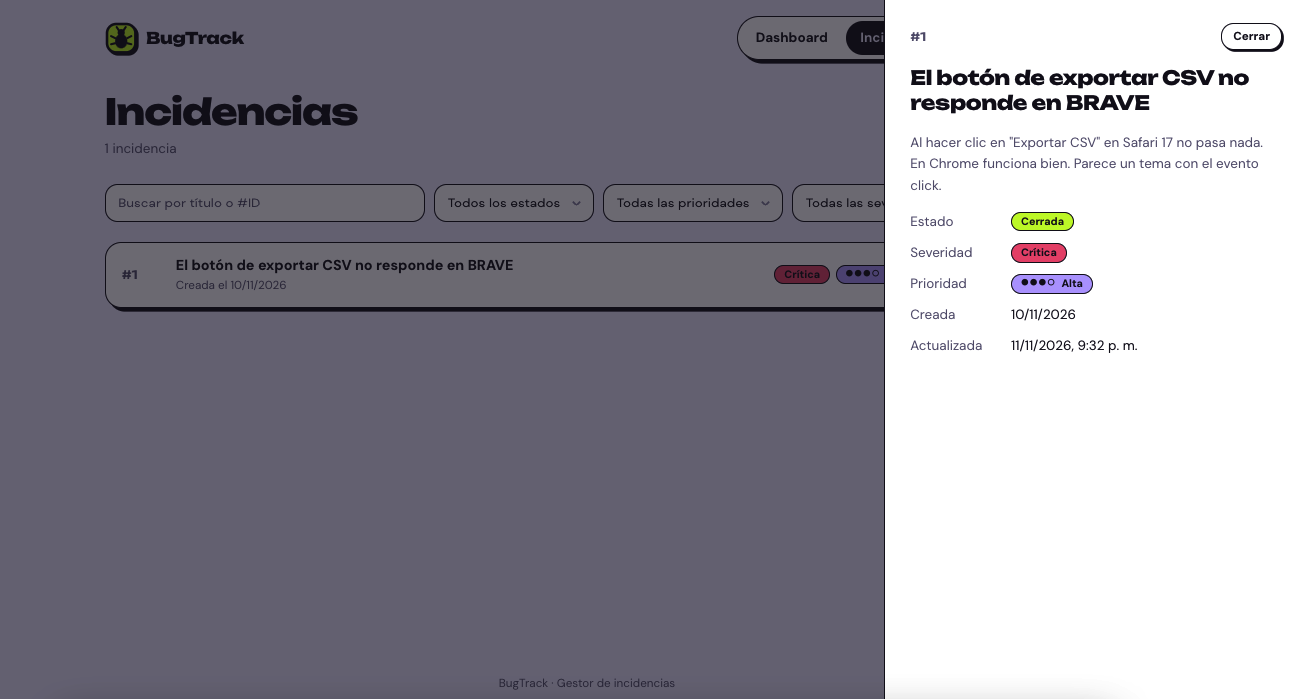 BugTrack
Dashboard
Inci
Incidencias
1 incidencia
Buscar por título o #ID
Todos los estados
Todas las prioridades
Todas las sev
#1
El botón de exportar CSV no responde en BRAVE
Creada el 10/11/2026
Crítica
BugTrack · Gestor de incidencias
#1
Cerrar
El botón de exportar CSV no
responde en BRAVE
Al hacer clic en "Exportar CSV" en Safari 17 no pasa nada.
En Chrome funciona bien. Parece un tema con el evento
click.
Estado Cerrada
Severidad Crítica
Prioridad ●●●○ Alta
Creada 10/11/2026
Actualizada 11/11/2026, 9:32 p. m.